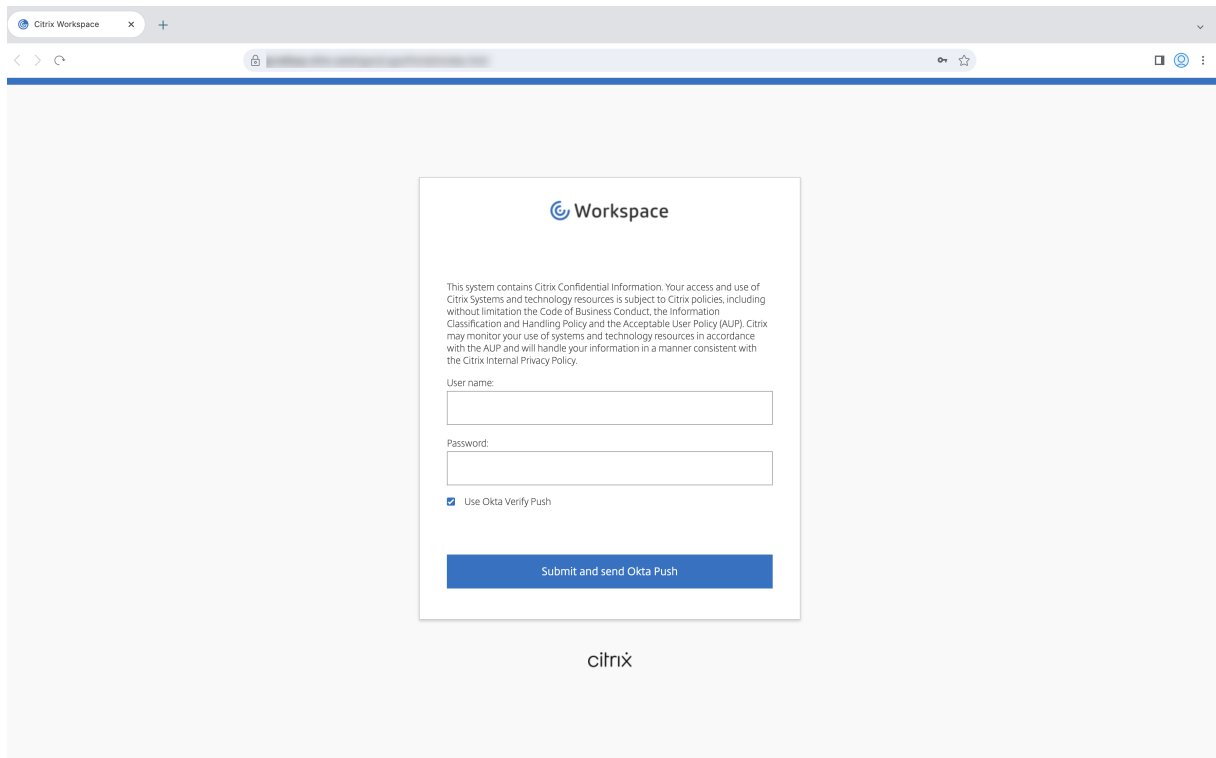 Citrix Workspace
Workspace
This system contains Citrix Confidential Information. Your access and use of
Citrix Systems and technology resources is subject to Citrix policies, including
without limitation the Code of Business Conduct, the Information
Classification and Handling Policy and the Acceptable User Policy (AUP). Citrix
may monitor your use of systems and technology resources in accordance
with the AUP and will handle your information in a manner consistent with
the Citrix Internal Privacy Policy.
User name:
Password:
Use Okta Verify Push
Submit and send Okta Push
citrix